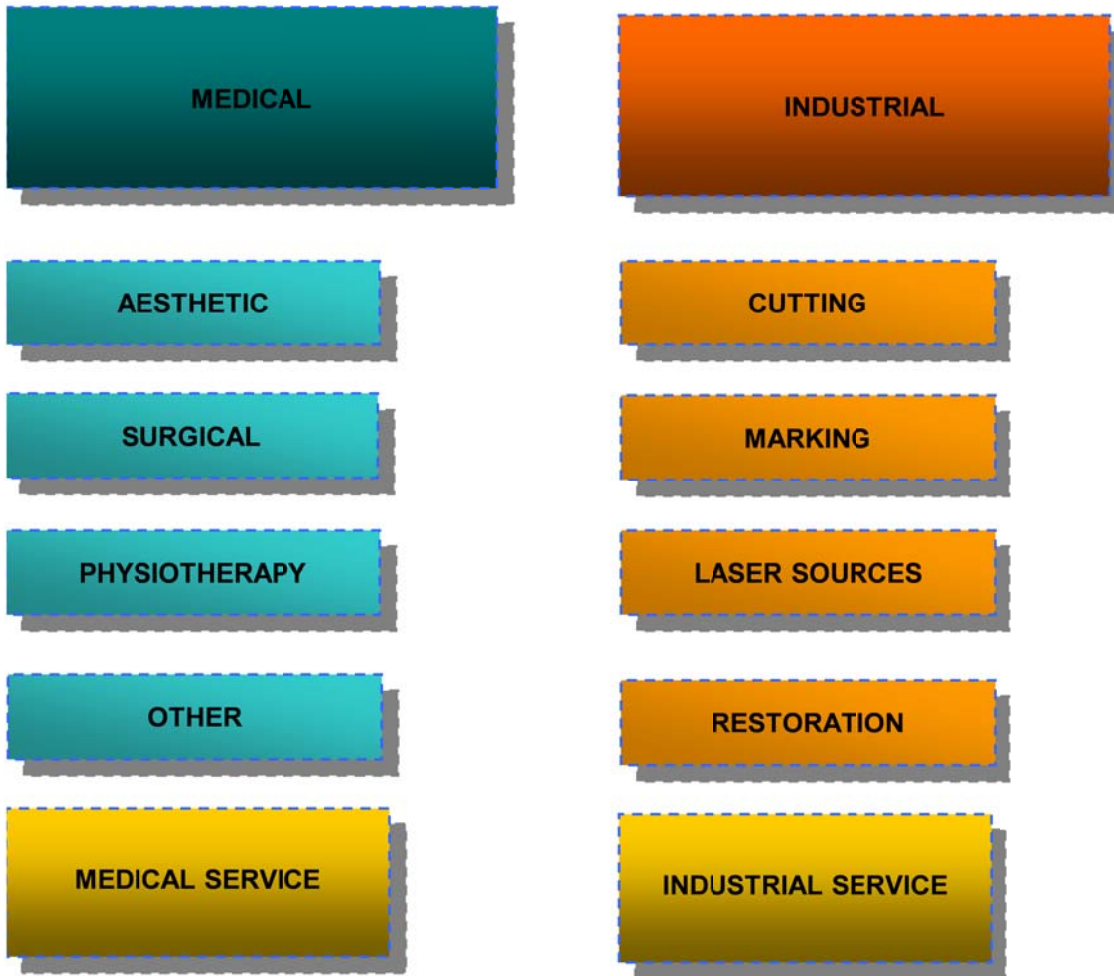 MEDICAL
INDUSTRIAL
AESTHETIC
CUTTING
SURGICAL
MARKING
PHYSIOTHERAPY
LASER SOURCES
OTHER
RESTORATION
MEDICAL SERVICE
INDUSTRIAL SERVICE